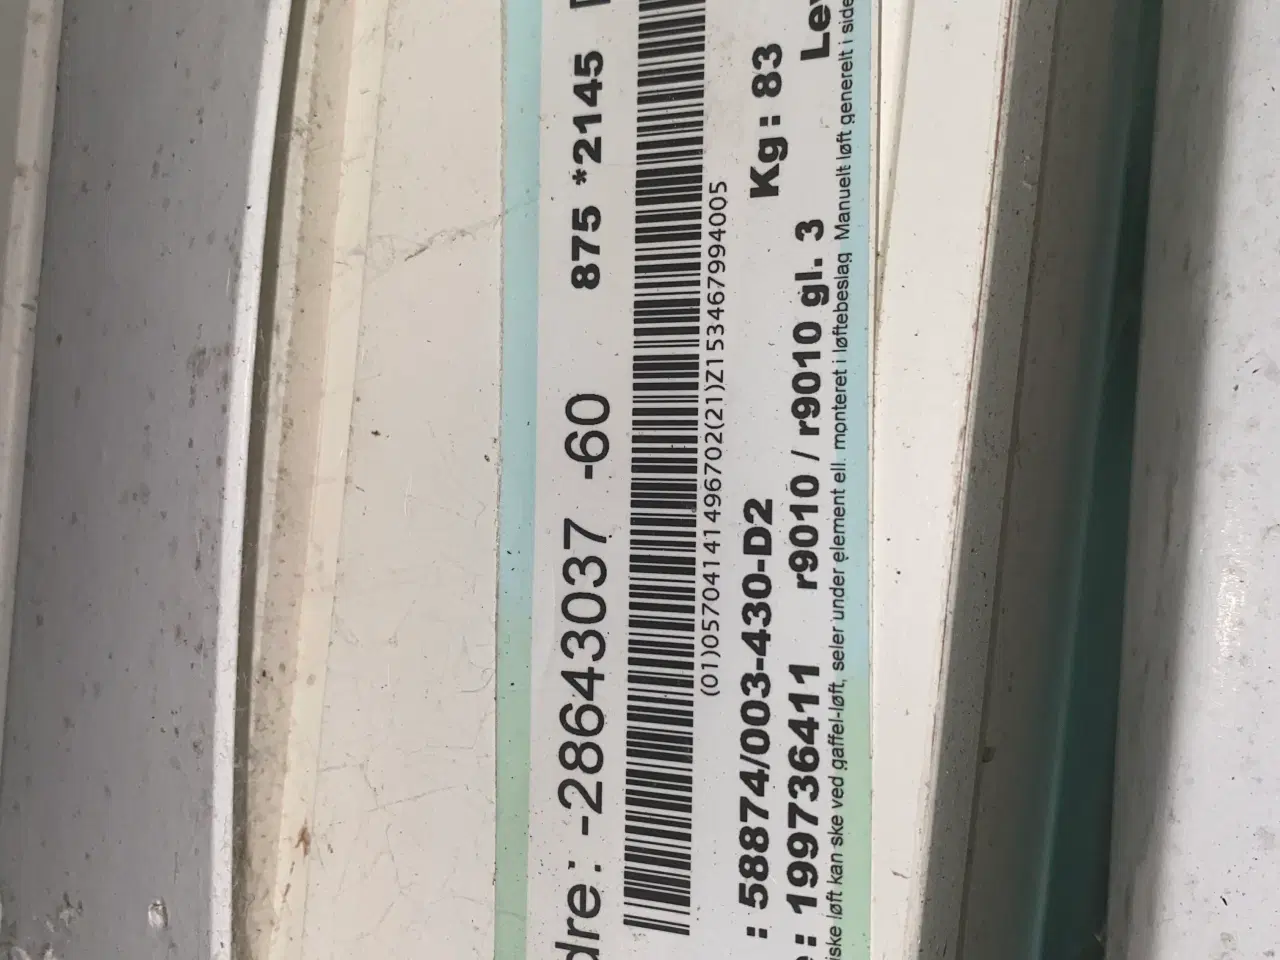 dre: -28643037 -60 875 *2145
(01)05704141496702(21)Z153467994005
: 58874/003-430-D2 Kg: 83
: 199736411 r9010 / r9010 gl. 3 Le
iske løft kan ske ved gaffel-løft, seler under element ell. monteret i løftebeslag Manuelt løft generelt i side